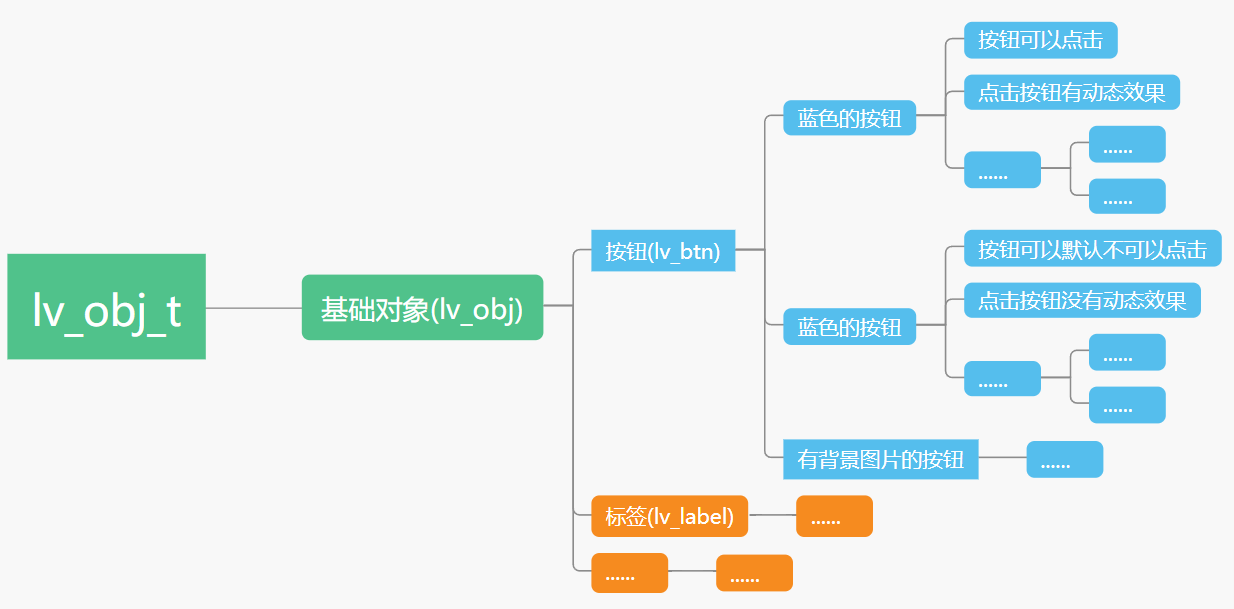 lv_obj_t
基础对象(lv_obj)
按钮(lv_btn)
蓝色的按钮
按钮可以点击
点击按钮有动态效果
......
......
......
蓝色的按钮
按钮可以默认不可以点击
点击按钮没有动态效果
......
......
......
有背景图片的按钮
......
标签(lv_label)
......
......
......